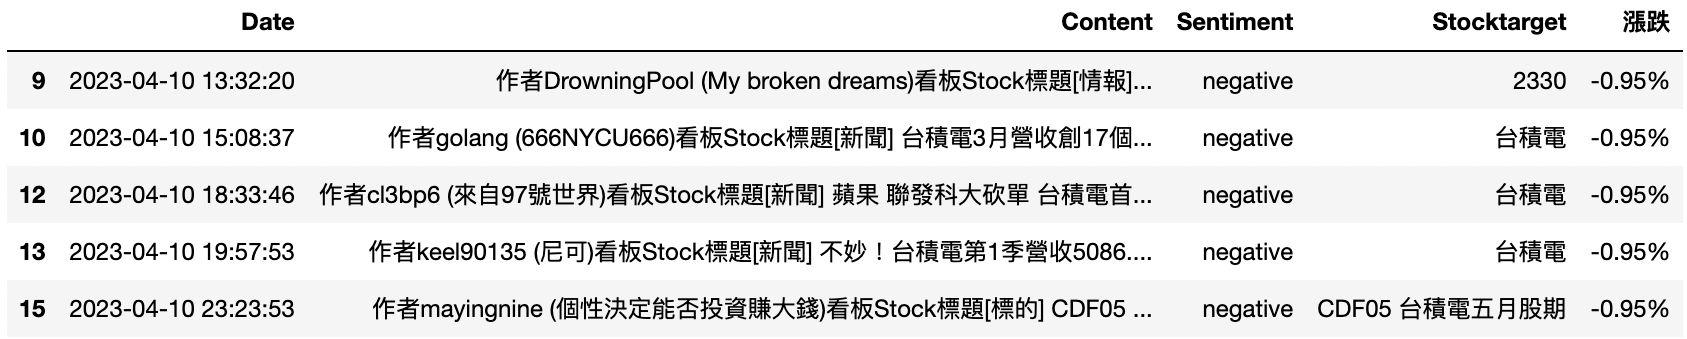 Date Content Sentiment Stocktarget 漲跌
9 2023-04-10 13:32:20 作者DrowningPool (My broken dreams)看板Stock標題[情報]... negative 2330 -0.95%
10 2023-04-10 15:08:37 作者golang (666NYCU666)看板Stock標題[新聞] 台積電3月營收創17個... negative 台積電 -0.95%
12 2023-04-10 18:33:46 作者cl3bp6 (來自97號世界)看板Stock標題[新聞] 蘋果 聯發科大砍單 台積電首... negative 台積電 -0.95%
13 2023-04-10 19:57:53 作者keel90135 (尼可)看板Stock標題[新聞] 不妙！台積電第1季營收5086.... negative 台積電 -0.95%
15 2023-04-10 23:23:53 作者mayingnine (個性決定能否投資賺大錢)看板Stock標題[標的] CDF05 ... negative CDF05 台積電五月股期 -0.95%